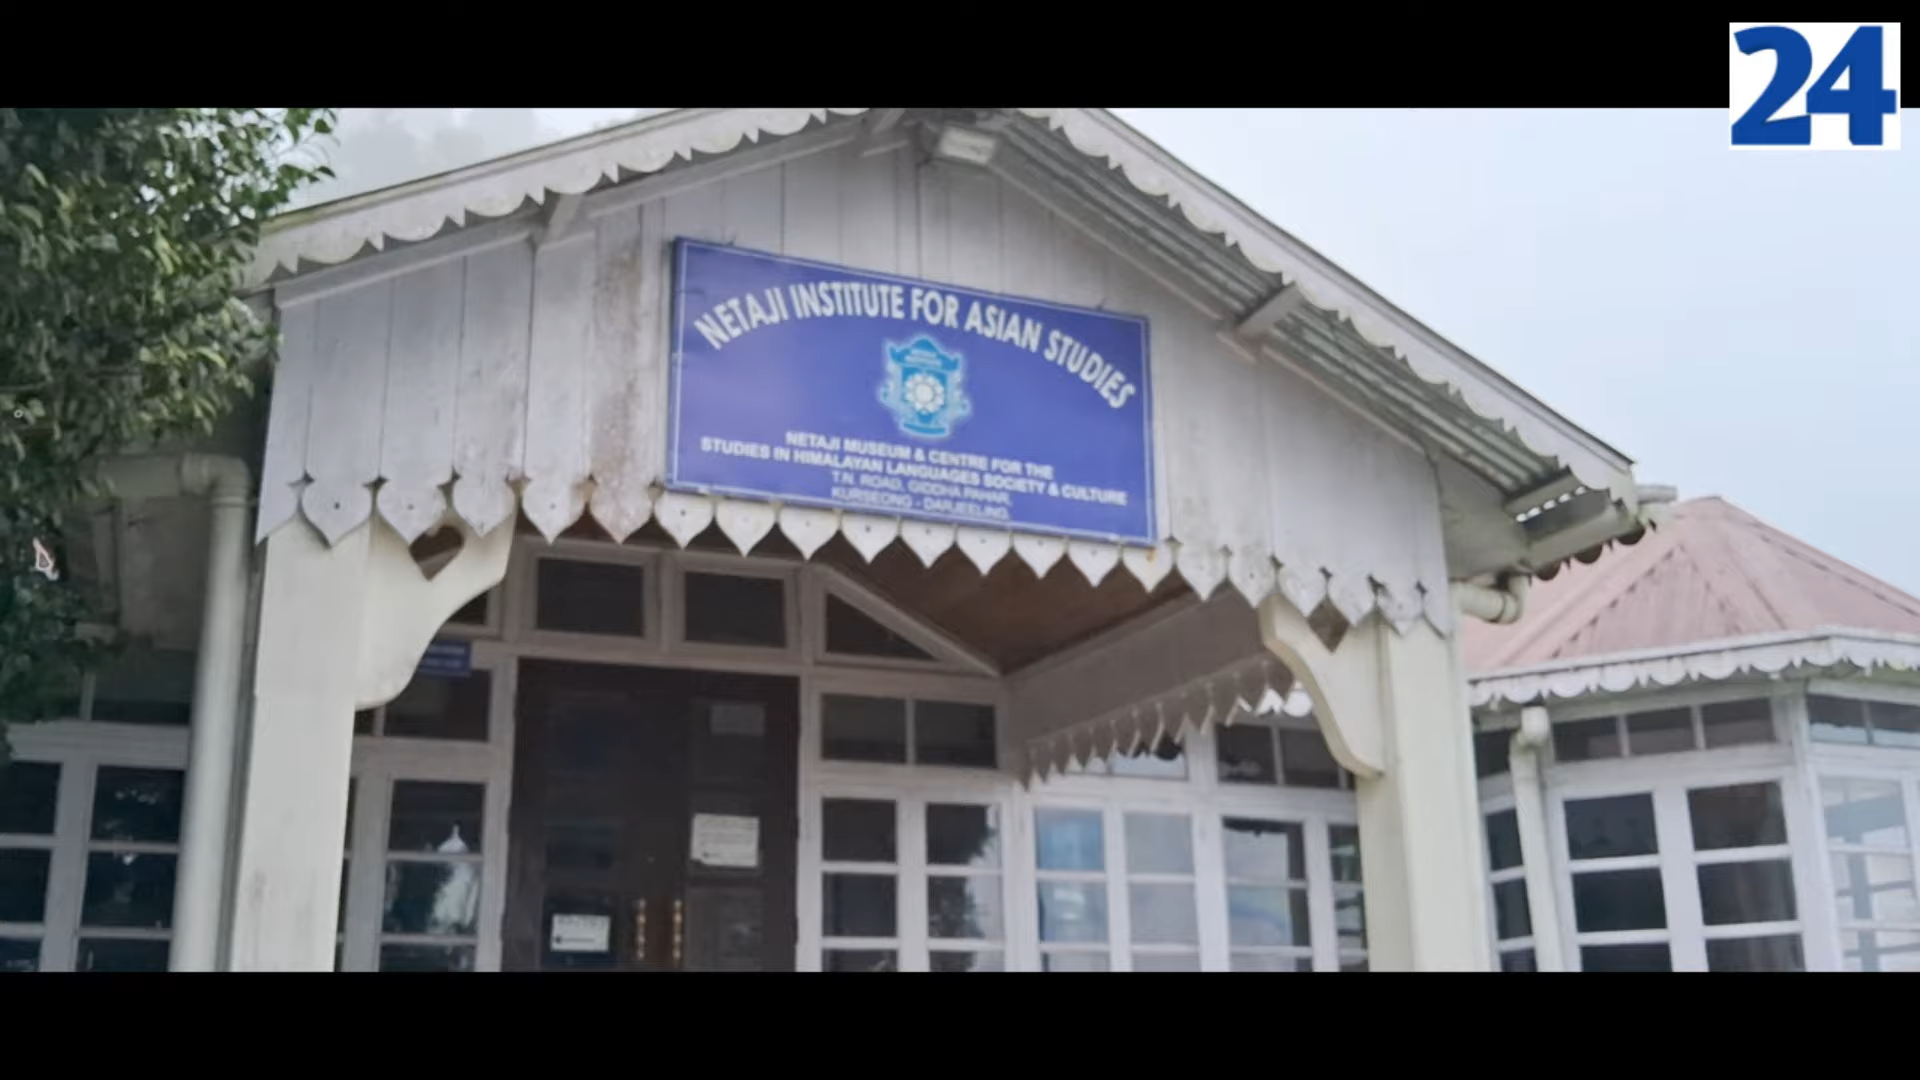 24
NETAJI INSTITUTE FOR ASIAN STUDIES
NETAJI MUSEUM & CENTRE FOR THE
STUDIES IN HIMALAYAN LANGUAGES SOCIETY & CULTURE
T.N. ROAD, GIDDHA PAHAR,
KURSEONG - DARJEELING